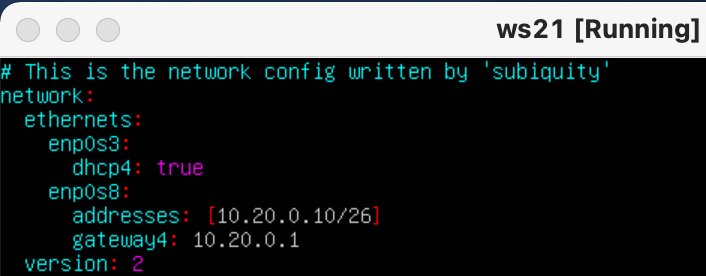 ws21 [Running]
# This is the network config written by 'subiquity'
network:
  ethernets:
    enp0s3:
      dhcp4: true
    enp0s8:
      addresses: [10.20.0.10/26]
      gateway4: 10.20.0.1
  version: 2